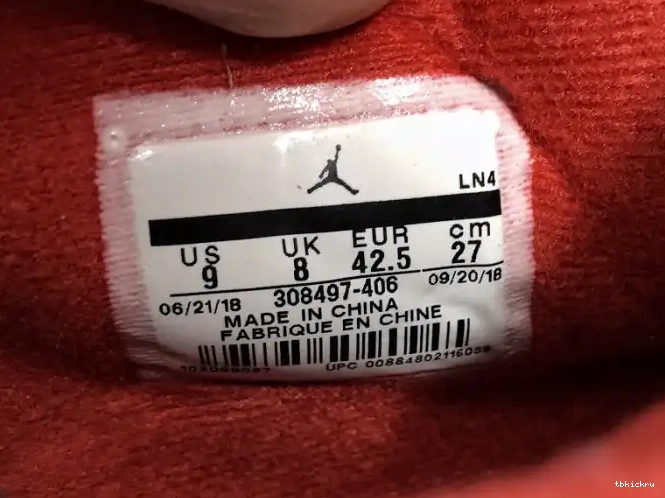 LN4
US UK EUR cm
9 8 42.5 27
06/21/18 308497-406 09/20/18
MADE IN CHINA
FABRIQUE EN CHINE
UPC
tbkickru